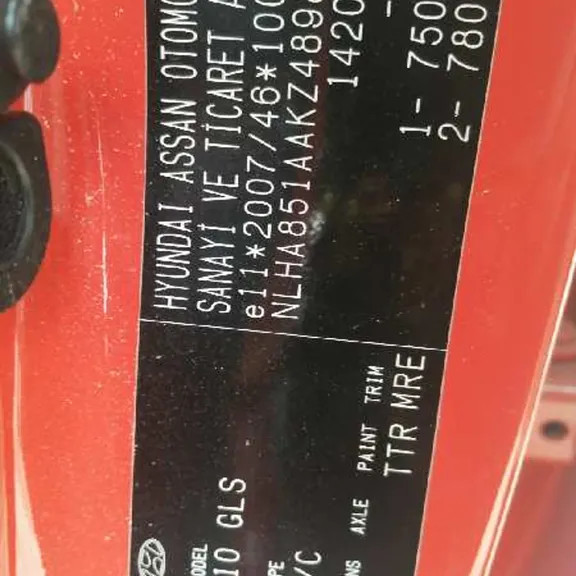 HYUNDAI ASSAN OTOMO
SANAYİ VE TİCARET A
e11*2007/46*100
NLHA851AAKZ489
1420
1- 750
2- 780
ODEL
10 GLS
PE
/C
NS AXLE PAINT TRIM
TTR MRE